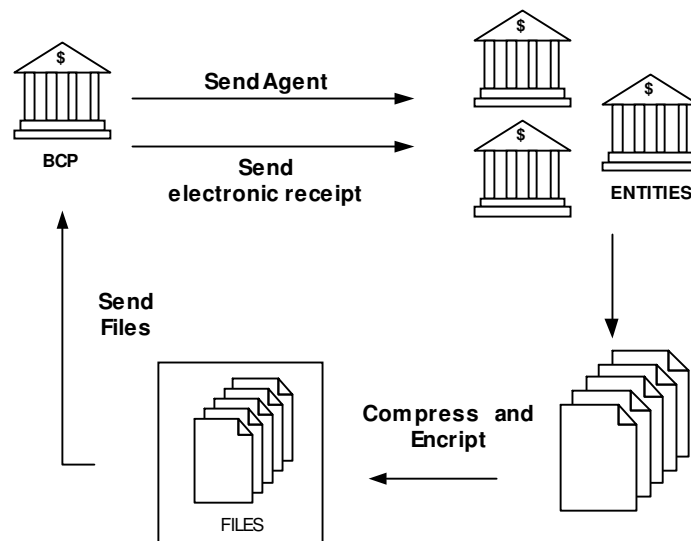 $
$
$
$
Send Agent
BCP
Send
electronic receipt
ENTITIES
Send
Files
Compress and
Encript
FILES